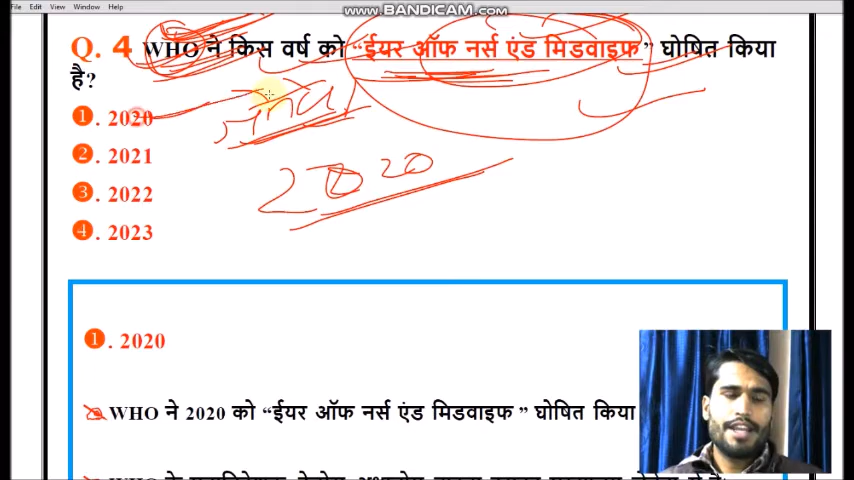 File Edit View Window Help
WWW.BANDICAM.COM
Q. 4 WHO ने किस वर्ष को “ईयर ऑफ नर्स एंड मिडवाइफ” घोषित किया
है?
1. 2020
2. 2021
3. 2022
4. 2023
2020
1. 2020
WHO ने 2020 को “ईयर ऑफ नर्स एंड मिडवाइफ ” घोषित किया
WHO के